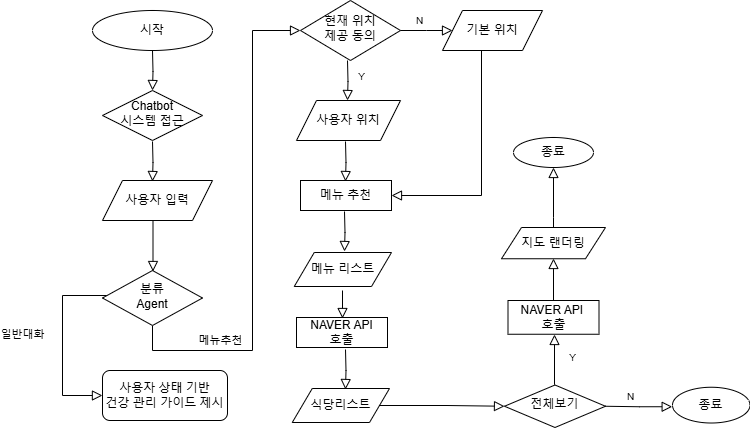 시작
Chatbot
시스템 접근
사용자 입력
분류
Agent
일반대화
메뉴추천
사용자 상태 기반
건강 관리 가이드 제시
현재 위치
제공 동의
N
기본 위치
Y
사용자 위치
메뉴 추천
메뉴 리스트
NAVER API
호출
식당리스트
전체보기
N
종료
Y
NAVER API
호출
지도 랜더링
종료